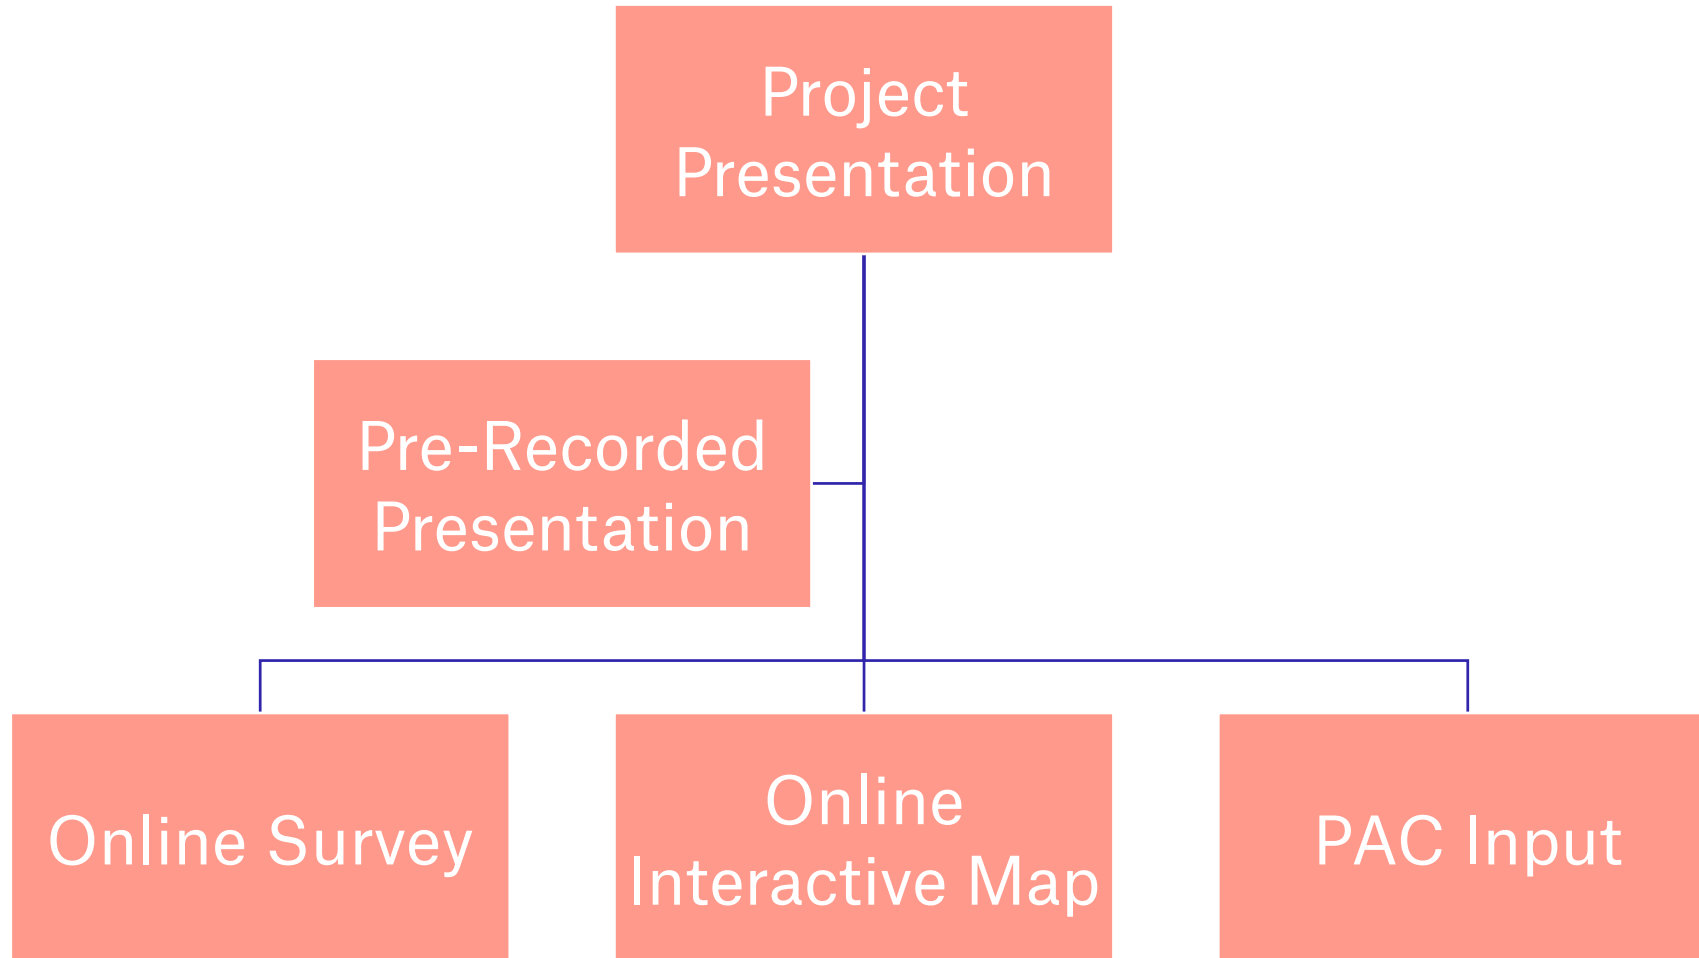 Project
Presentation
Pre-Recorded
Presentation
Online Survey
Online
Interactive Map
PAC Input